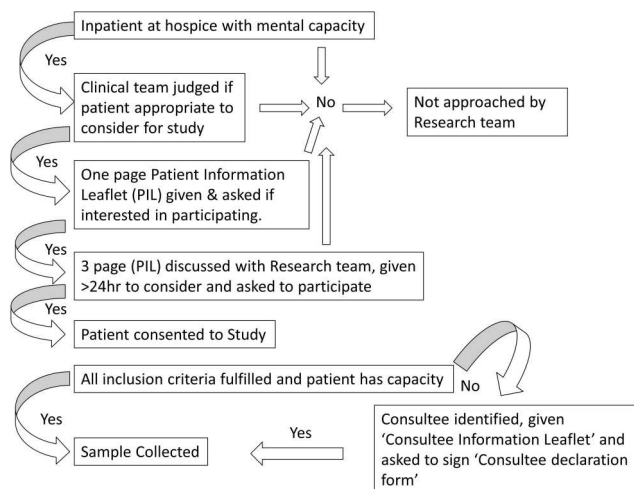 Inpatient at hospice with mental capacity
Yes
Clinical team judged if
patient appropriate to
consider for study
No
Not approached by
Research team
Yes
One page Patient Information
Leaflet (PIL) given & asked if
interested in participating.
Yes
3 page (PIL) discussed with Research team, given
>24hr to consider and asked to participate
Yes
Patient consented to Study
All inclusion criteria fulfilled and patient has capacity
No
Yes
Sample Collected
Yes
Consultee identified, given
‘Consultee Information Leaflet’ and
asked to sign ‘Consultee declaration
form’